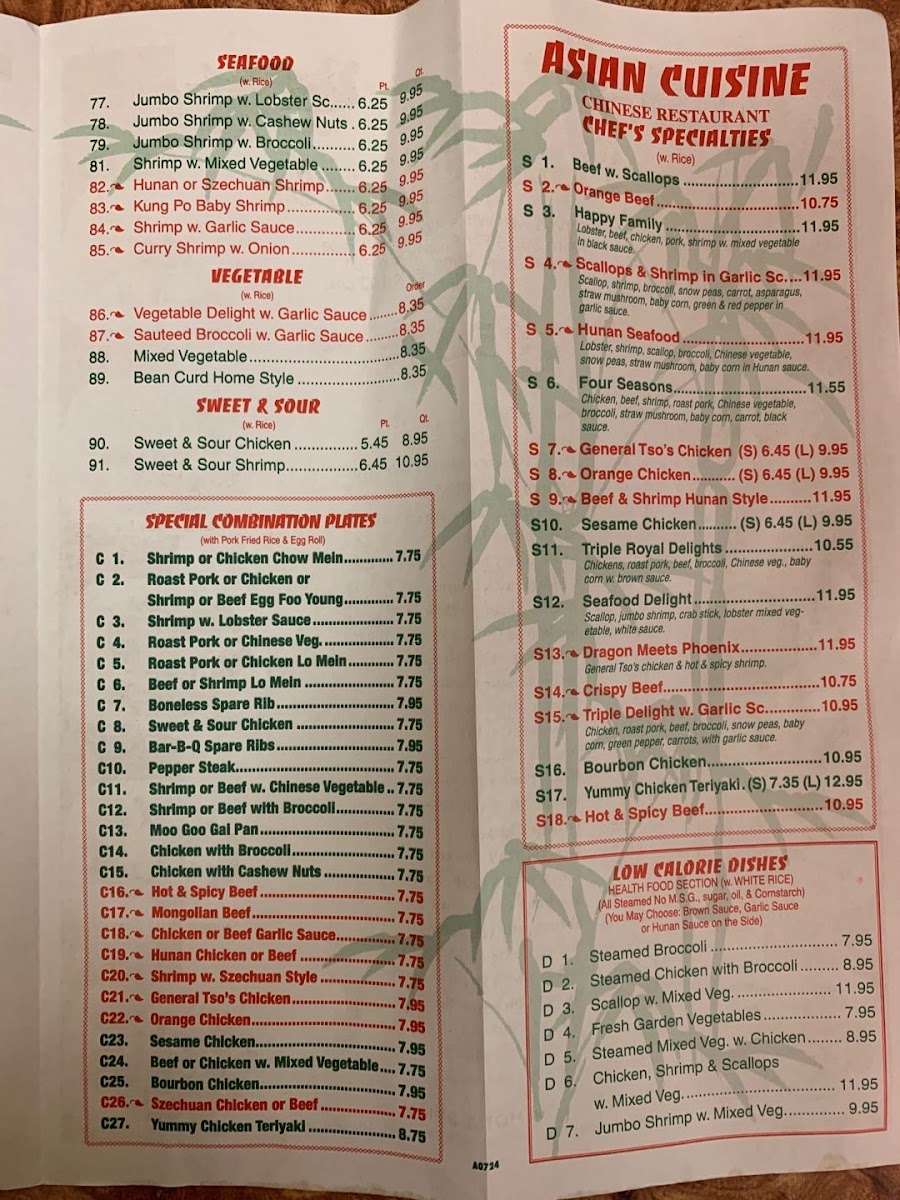 SEAFOOD
(w. Rice)
Pt. Qt.
77. Jumbo Shrimp w. Lobster Sc...... 6.25 9.95
78. Jumbo Shrimp w. Cashew Nuts . 6.25 9.95
79. Jumbo Shrimp w. Broccoli.......... 6.25 9.95
81. Shrimp w. Mixed Vegetable ........ 6.25 9.95
82. Hunan or Szechuan Shrimp....... 6.25 9.95
83. Kung Po Baby Shrimp ................ 6.25 9.95
84. Shrimp w. Garlic Sauce.............. 6.25 9.95
85. Curry Shrimp w. Onion............... 6.25 9.95
VEGETABLE
(w. Rice)
Order
86. Vegetable Delight w. Garlic Sauce ....... 8.35
87. Sauteed Broccoli w. Garlic Sauce ........ 8.35
88. Mixed Vegetable .................................... 8.35
89. Bean Curd Home Style ......................... 8.35
SWEET & SOUR
(w. Rice)
Pt. Qt.
90. Sweet & Sour Chicken ............... 5.45 8.95
91. Sweet & Sour Shrimp................. 6.45 10.95
SPECIAL COMBINATION PLATES
(with Pork Fried Rice & Egg Roll)
C 1. Shrimp or Chicken Chow Mein............. 7.75
C 2. Roast Pork or Chicken or
Shrimp or Beef Egg Foo Young............. 7.75
C 3. Shrimp w. Lobster Sauce ..................... 7.75
C 4. Roast Pork or Chinese Veg................... 7.75
C 5. Roast Pork or Chicken Lo Mein............ 7.75
C 6. Beef or Shrimp Lo Mein ....................... 7.75
C 7. Boneless Spare Rib .............................. 7.95
C 8. Sweet & Sour Chicken ......................... 7.75
C 9. Bar-B-Q Spare Ribs .............................. 7.95
C10. Pepper Steak......................................... 7.75
C11. Shrimp or Beef w. Chinese Vegetable .. 7.75
C12. Shrimp or Beef with Broccoli............... 7.75
C13. Moo Goo Gai Pan .................................. 7.75
C14. Chicken with Broccoli........................... 7.75
C15. Chicken with Cashew Nuts ................... 7.75
C16. Hot & Spicy Beef .................................. 7.75
C17. Mongolian Beef .................................... 7.75
C18. Chicken or Beef Garlic Sauce............... 7.75
C19. Hunan Chicken or Beef ........................ 7.75
C20. Shrimp w. Szechuan Style ................... 7.75
C21. General Tso's Chicken.......................... 7.95
C22. Orange Chicken .................................... 7.95
C23. Sesame Chicken.................................... 7.95
C24. Beef or Chicken w. Mixed Vegetable.... 7.75
C25. Bourbon Chicken................................... 7.95
C26. Szechuan Chicken or Beef ................... 7.75
C27. Yummy Chicken Teriyaki ...................... 8.75
ASIAN CUISINE
CHINESE RESTAURANT
CHEF'S SPECIALTIES
(w. Rice)
S 1. Beef w. Scallops ............................ 11.95
S 2. Orange Beef .................................. 10.75
S 3. Happy Family ................................ 11.95
Lobster, beef, chicken, pork, shrimp w. mixed vegetable
in black sauce.
S 4. Scallops & Shrimp in Garlic Sc.... 11.95
Scallop, shrimp, broccoli, snow peas, carrot, asparagus,
straw mushroom, baby corn, green & red pepper in
garlic sauce.
S 5. Hunan Seafood ............................. 11.95
Lobster, shrimp, scallop, broccoli, Chinese vegetable,
snow peas, straw mushroom, baby corn in Hunan sauce.
S 6. Four Seasons ................................ 11.55
Chicken, beef, shrimp, roast pork, Chinese vegetable,
broccoli, straw mushroom, baby corn, carrot, black
sauce.
S 7. General Tso's Chicken (S) 6.45 (L) 9.95
S 8. Orange Chicken .......... (S) 6.45 (L) 9.95
S 9. Beef & Shrimp Hunan Style .......... 11.95
S10. Sesame Chicken ......... (S) 6.45 (L) 9.95
S11. Triple Royal Delights ..................... 10.55
Chickens, roast pork, beef, broccoli, Chinese veg., baby
corn w. brown sauce.
S12. Seafood Delight ............................. 11.95
Scallop, jumbo shrimp, crab stick, lobster mixed veg-
etable, white sauce.
S13. Dragon Meets Phoenix................... 11.95
General Tso's chicken & hot & spicy shrimp.
S14. Crispy Beef...................................... 10.75
S15. Triple Delight w. Garlic Sc............. 10.95
Chicken, roast pork, beef, broccoli, snow peas, baby
corn, green pepper, carrots, with garlic sauce.
S16. Bourbon Chicken............................ 10.95
S17. Yummy Chicken Teriyaki . (S) 7.35 (L) 12.95
S18. Hot & Spicy Beef............................. 10.95
LOW CALORIE DISHES
HEALTH FOOD SECTION (w. WHITE RICE)
(All Steamed No M.S.G., sugar, oil, & Cornstarch)
(You May Choose: Brown Sauce, Garlic Sauce
or Hunan Sauce on the Side)
D 1. Steamed Broccoli ............................... 7.95
D 2. Steamed Chicken with Broccoli ......... 8.95
D 3. Scallop w. Mixed Veg. ....................... 11.95
D 4. Fresh Garden Vegetables ................... 7.95
D 5. Steamed Mixed Veg. w. Chicken........ 8.95
D 6. Chicken, Shrimp & Scallops
w. Mixed Veg. .................................... 11.95
D 7. Jumbo Shrimp w. Mixed Veg.............. 9.95
A0724